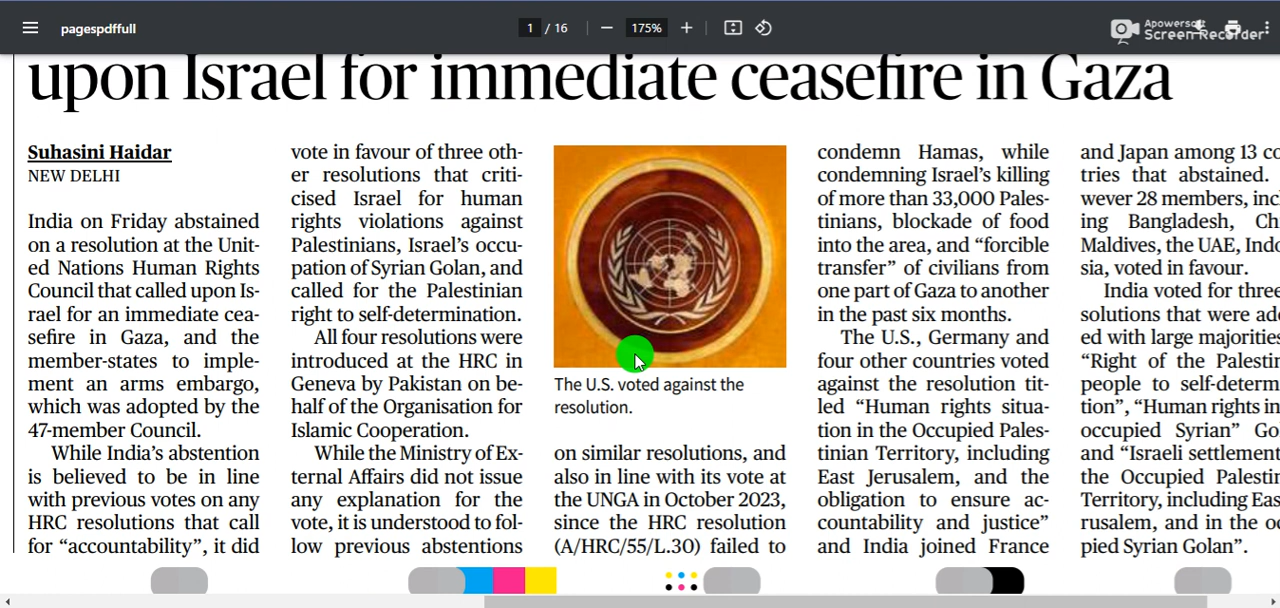 pagespdffull
1 / 16
175%
Apowersoft
Screen Recorder
upon Israel for immediate ceasefire in Gaza
Suhasini Haidar
NEW DELHI
India on Friday abstained
on a resolution at the Unit-
ed Nations Human Rights
Council that called upon Is-
rael for an immediate cea-
sefire in Gaza, and the
member-states to imple-
ment an arms embargo,
which was adopted by the
47-member Council.
While India's abstention
is believed to be in line
with previous votes on any
HRC resolutions that call
for “accountability”, it did
vote in favour of three oth-
er resolutions that criti-
cised Israel for human
rights violations against
Palestinians, Israel's occu-
pation of Syrian Golan, and
called for the Palestinian
right to self-determination.
All four resolutions were
introduced at the HRC in
Geneva by Pakistan on be-
half of the Organisation for
Islamic Cooperation.
While the Ministry of Ex-
ternal Affairs did not issue
any explanation for the
vote, it is understood to fol-
low previous abstentions
The U.S. voted against the
resolution.
on similar resolutions, and
also in line with its vote at
the UNGA in October 2023,
since the HRC resolution
(A/HRC/55/L.30) failed to
condemn Hamas, while
condemning Israel's killing
of more than 33,000 Pales-
tinians, blockade of food
into the area, and “forcible
transfer” of civilians from
one part of Gaza to another
in the past six months.
The U.S., Germany and
four other countries voted
against the resolution tit-
led “Human rights situa-
tion in the Occupied Pales-
tinian Territory, including
East Jerusalem, and the
obligation to ensure ac-
countability and justice”
and India joined France
and Japan among 13 co
tries that abstained.
wever 28 members, incl
ing Bangladesh, Ch
Maldives, the UAE, Indo
sia, voted in favour.
India voted for three
solutions that were ado
ed with large majorities
“Right of the Palestin
people to self-determ
tion”, “Human rights in
occupied Syrian” Go
and “Israeli settlement
the Occupied Palestin
Territory, including Eas
rusalem, and in the oc
pied Syrian Golan”.